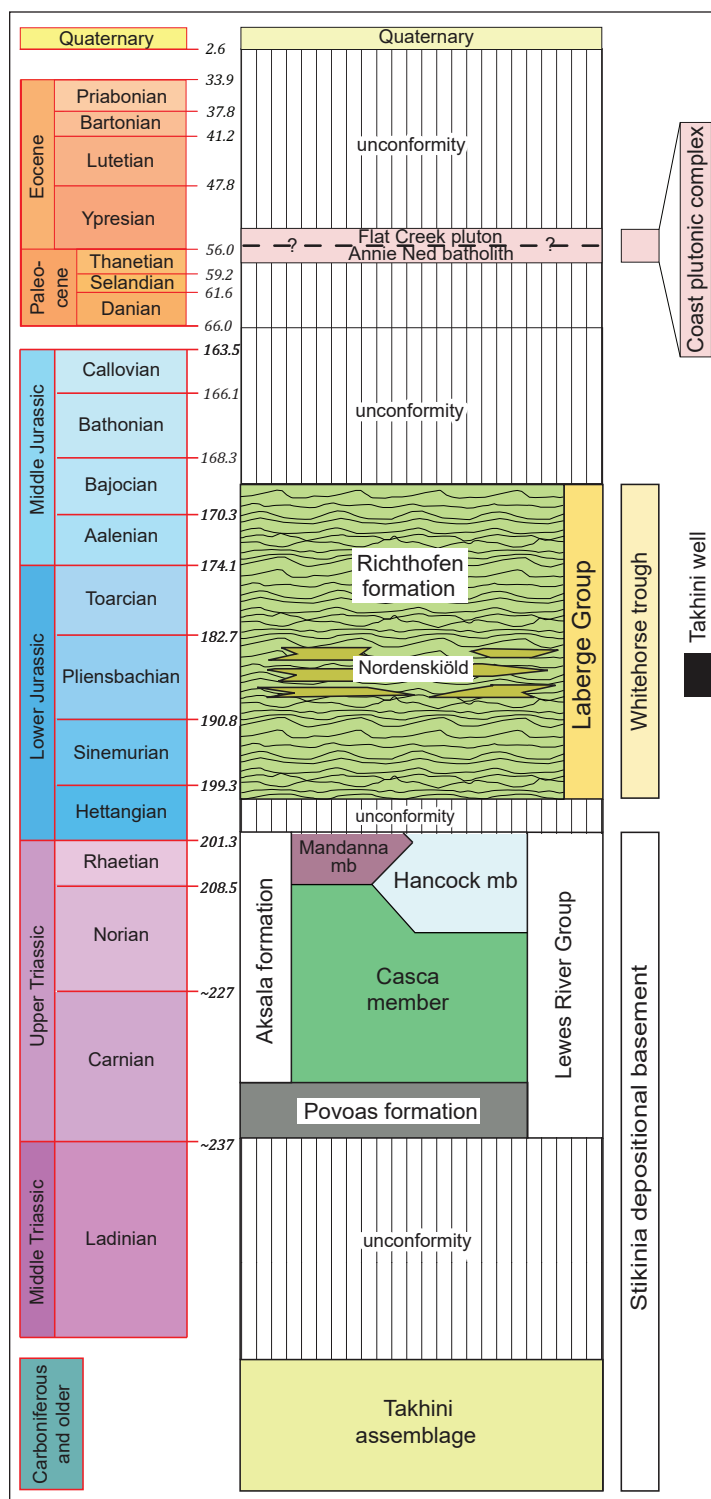 Quaternary
2.6
33.9
Priabonian
37.8
Bartonian
41.2
Lutetian
47.8
Ypresian
56.0
Thanetian
59.2
Selandian
61.6
Danian
66.0
Eocene
Paleo-
cene
163.5
Callovian
166.1
Bathonian
168.3
Bajocian
170.3
Aalenian
174.1
Toarcian
182.7
Pliensbachian
190.8
Sinemurian
199.3
Hettangian
201.3
Rhaetian
208.5
Norian
~227
Carnian
~237
Ladinian
Middle Jurassic
Lower Jurassic
Upper Triassic
Middle Triassic
Carboniferous
and older
Quaternary
unconformity
? Flat Creek pluton ?
Annie Ned batholith
unconformity
Richthofen
formation
Nordenskiöld
Laberge Group
unconformity
Mandanna
mb
Hancock mb
Aksala formation
Casca
member
Lewes River Group
Povoas formation
unconformity
Takhini
assemblage
Coast plutonic complex
Whitehorse trough
Stikinia depositional basement
Takhini well